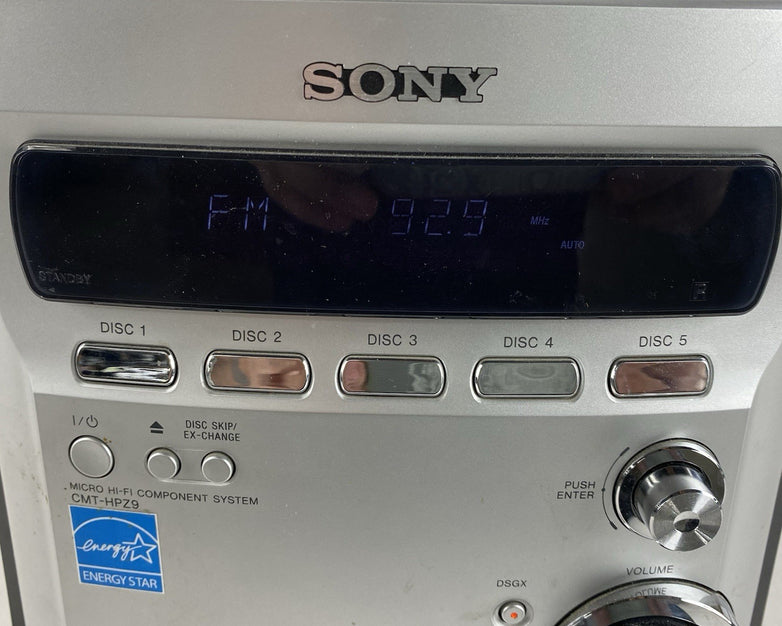 SONY
FM 92.9 MHz
AUTO
STANDBY
DISC 1 DISC 2 DISC 3 DISC 4 DISC 5
I/⏻
⏏ DISC SKIP/
EX-CHANGE
MICRO HI-FI COMPONENT SYSTEM
CMT-HPZ9
PUSH
ENTER
energy
ENERGY STAR
DSGX
VOLUME
VOLUME